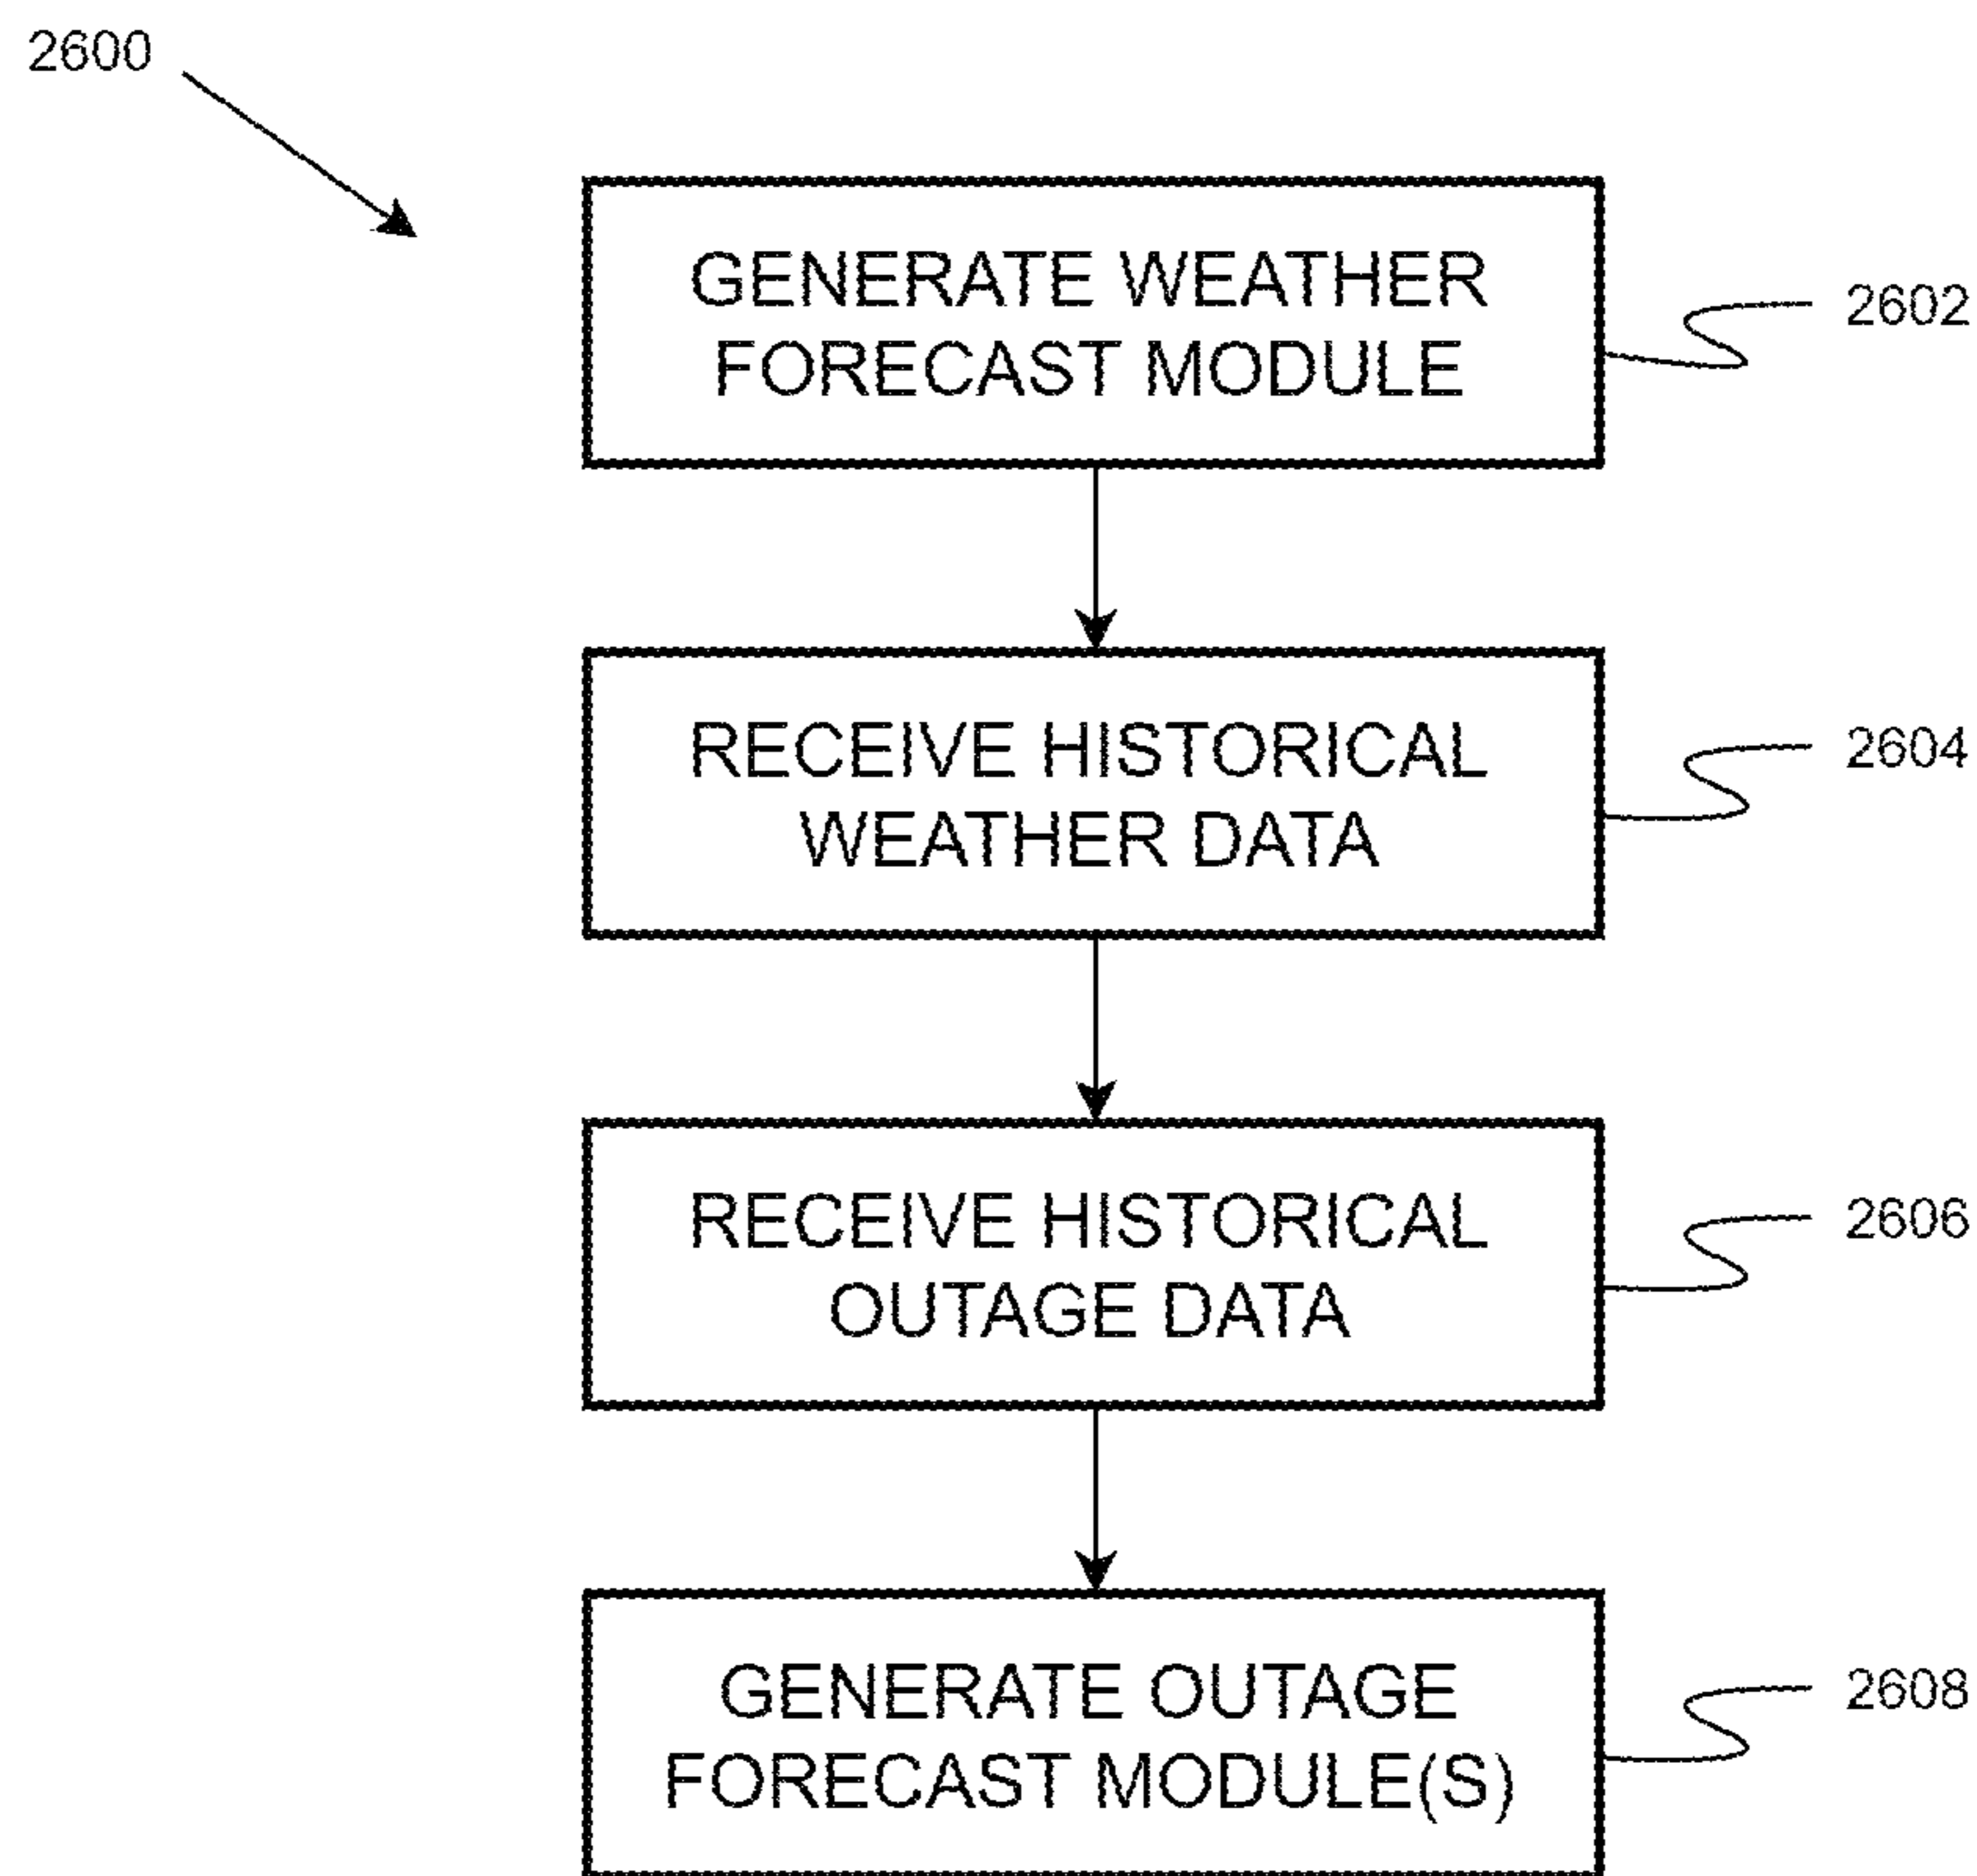 2600
GENERATE WEATHER
FORECAST MODULE
2602
RECEIVE HISTORICAL
WEATHER DATA
2604
RECEIVE HISTORICAL
OUTAGE DATA
2606
GENERATE OUTAGE
FORECAST MODULE(S)
2608